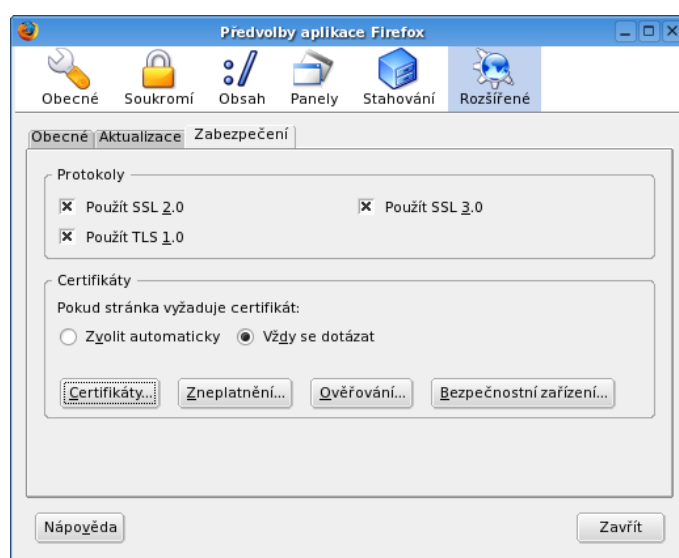 Předvolby aplikace Firefox
Obecné Soukromí Obsah Panely Stahování Rozšířené
Obecné Aktualizace Zabezpečení
Protokoly
Použít SSL 2.0 Použít SSL 3.0
Použít TLS 1.0
Certifikáty
Pokud stránka vyžaduje certifikát:
Zvolit automaticky Vždy se dotázat
Certifikáty... Zneplatnění... Ověřování... Bezpečnostní zařízení...
Nápověda Zavřít